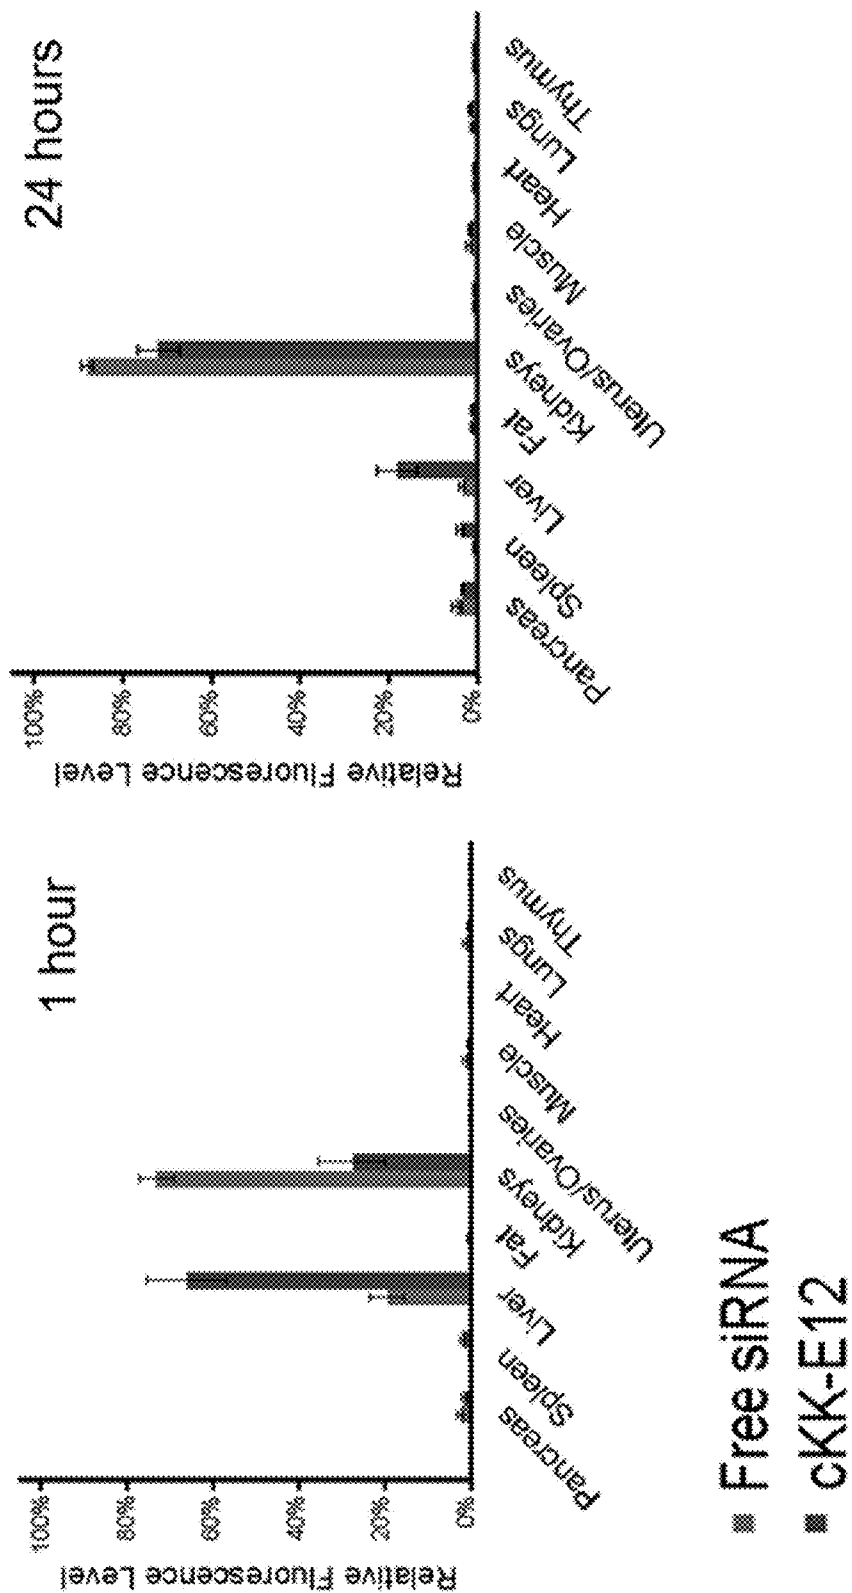 1 hour
Relative Fluorescence Level
100%
80%
60%
40%
20%
0%
Pancreas
Spleen
Liver
Fat
Kidneys
Uterus/Ovaries
Muscle
Heart
Lungs
Thymus
24 hours
Relative Fluorescence Level
100%
80%
60%
40%
20%
0%
Pancreas
Spleen
Liver
Fat
Kidneys
Uterus/Ovaries
Muscle
Heart
Lungs
Thymus
Free siRNA
cKK-E12